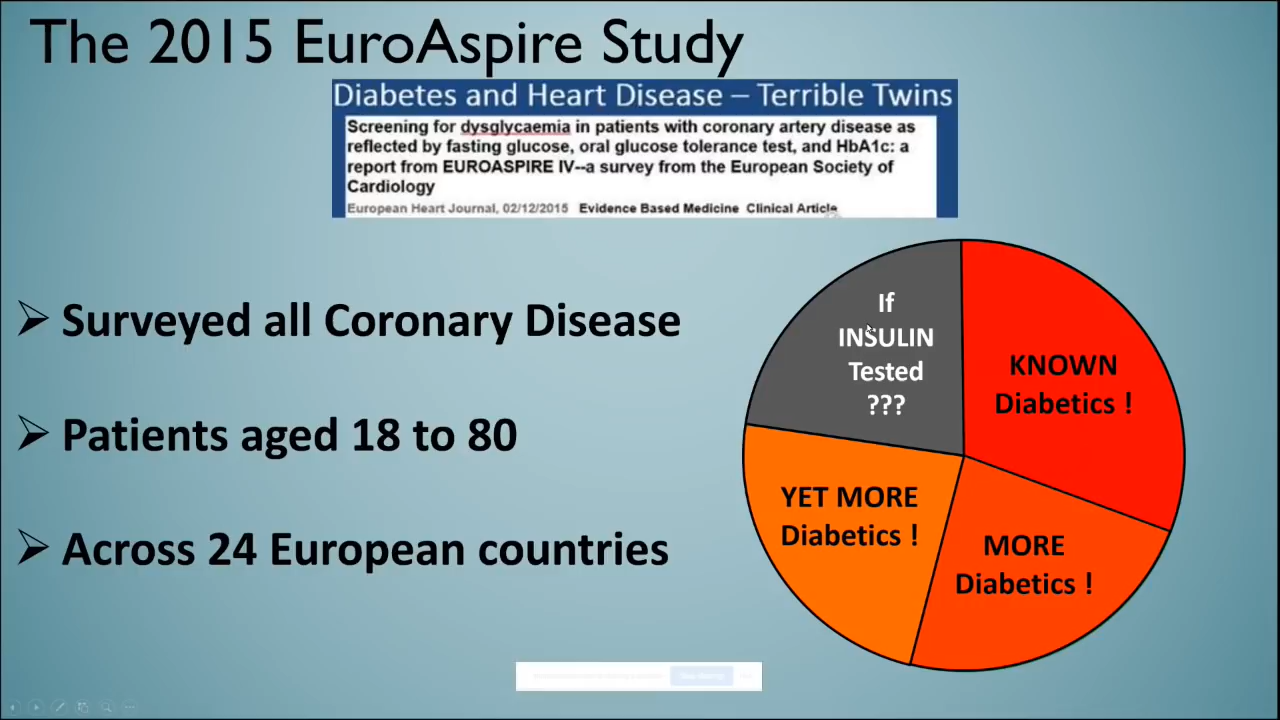 The 2015 EuroAspire Study
Diabetes and Heart Disease – Terrible Twins
Screening for dysglycaemia in patients with coronary artery disease as
reflected by fasting glucose, oral glucose tolerance test, and HbA1c: a
report from EUROASPIRE IV--a survey from the European Society of
Cardiology
European Heart Journal, 02/12/2015 Evidence Based Medicine Clinical Article
➢ Surveyed all Coronary Disease
➢ Patients aged 18 to 80
➢ Across 24 European countries
If
INSULIN
Tested
???
KNOWN
Diabetics !
YET MORE
Diabetics !
MORE
Diabetics !